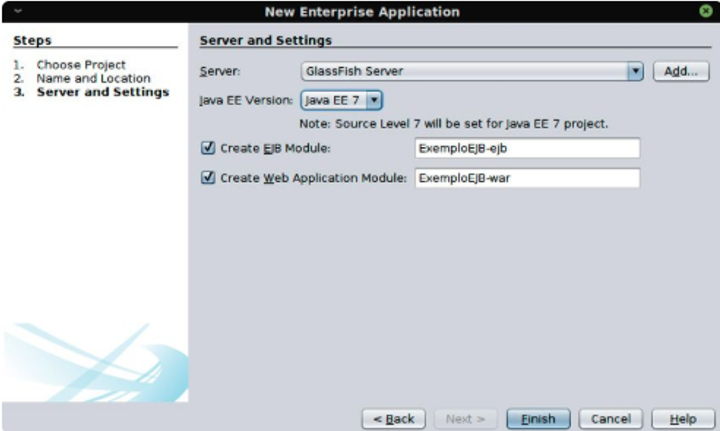 New Enterprise Application
Steps
1. Choose Project
2. Name and Location
3. Server and Settings
Server and Settings
Server: GlassFish Server Add...
Java EE Version: Java EE 7
Note: Source Level 7 will be set for Java EE 7 project.
Create EJB Module: ExemploEJB-ejb
Create Web Application Module: ExemploEJB-war
< Back Next > Finish Cancel Help